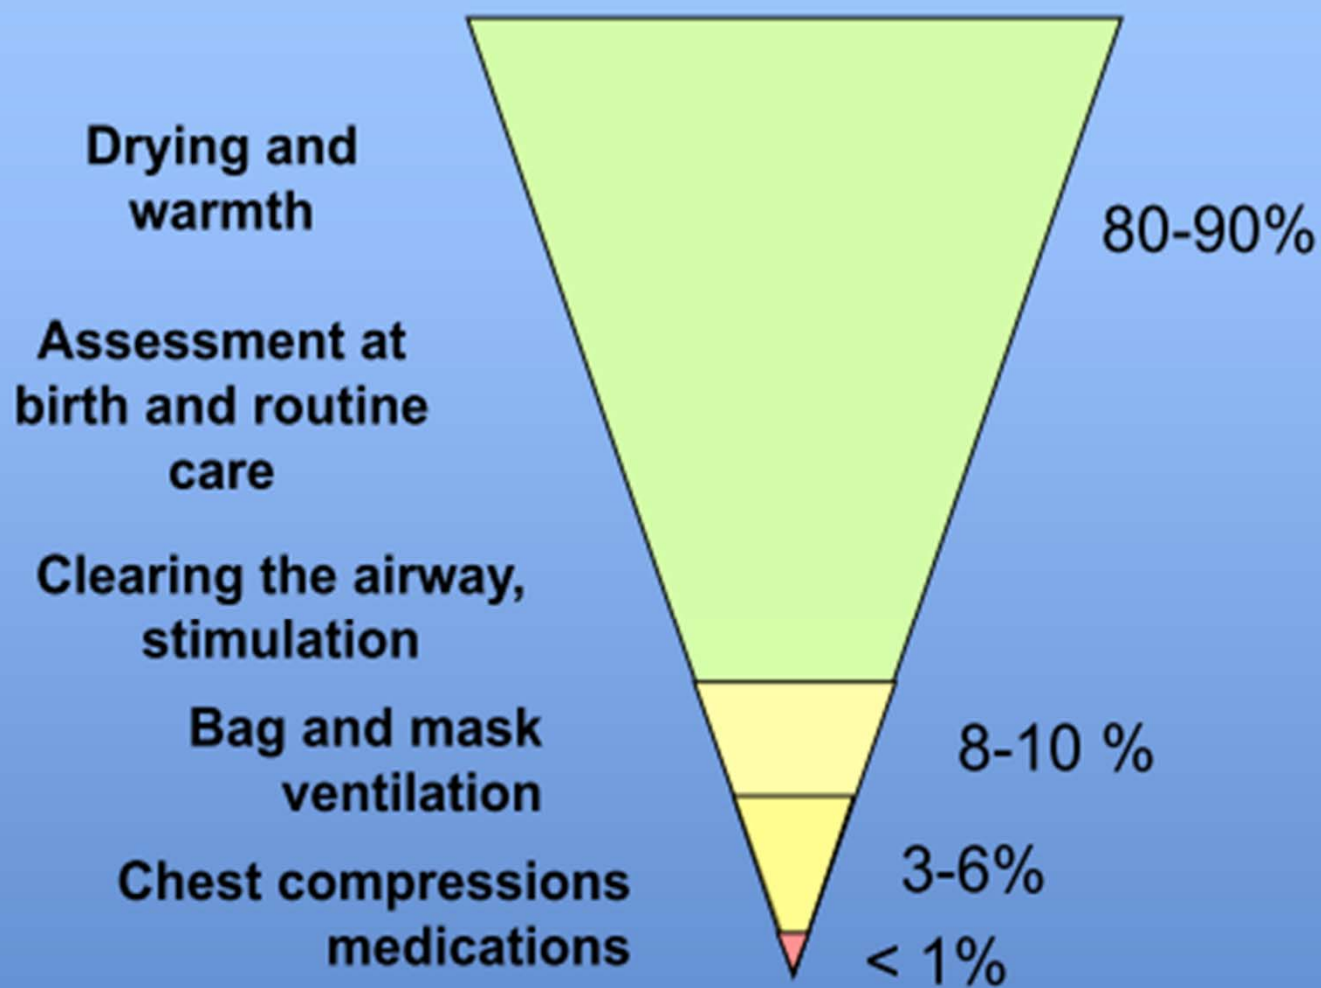 Drying and
warmth
80-90%
Assessment at
birth and routine
care
Clearing the airway,
stimulation
Bag and mask
ventilation
8-10 %
Chest compressions
medications
3-6%
< 1%